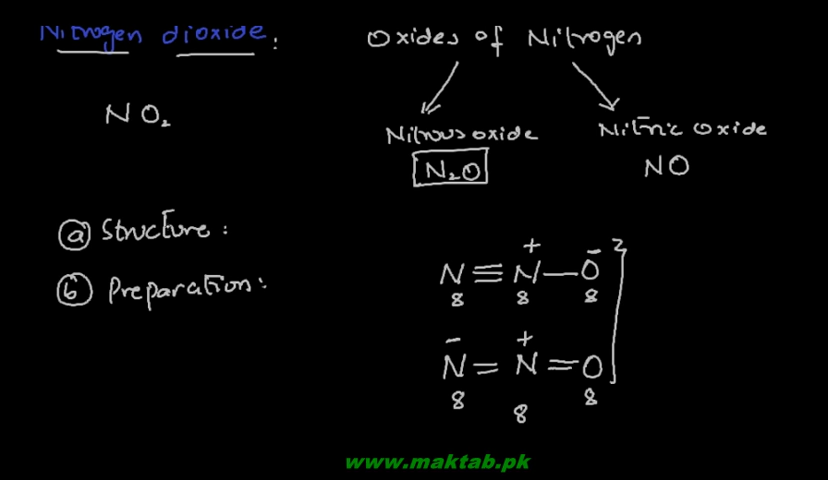 Nitrogen dioxide:
NO₂
Oxides of Nitrogen
Nitrous oxide
N₂O
Nitric oxide
NO
ⓐ Structure:
ⓑ Preparation:
+ - 2
N≡N—O
8 8 8
- +
N=N=O
8 8 8
www.maktab.pk